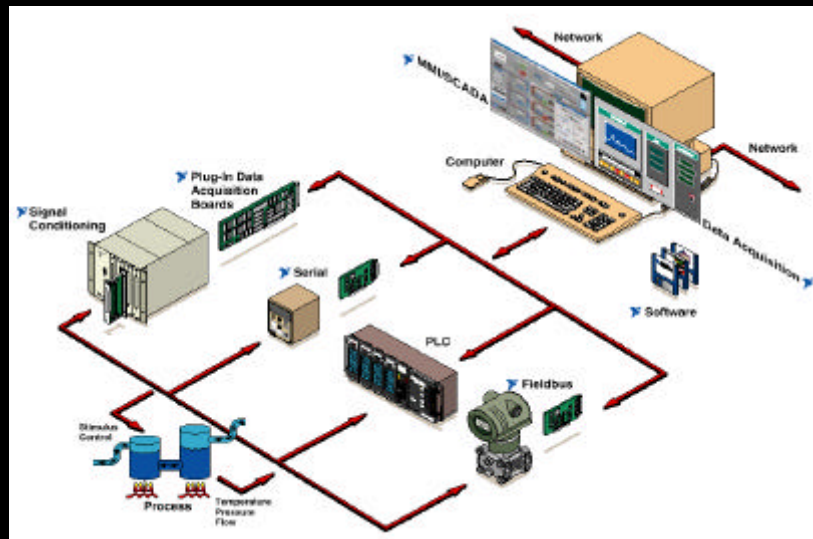 Network
MMI/SCADA
Computer
Network
Plug-In Data
Acquisition
Boards
Signal
Conditioning
Data Acquisition
Serial
Software
PLC
Fieldbus
Stimulus
Control
Process
Temperature
Pressure
Flow